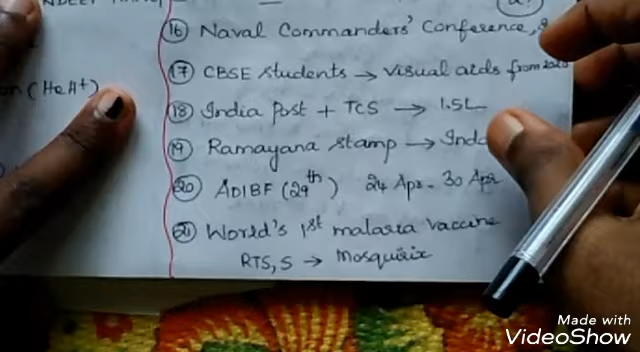 on (HeAt)
(16) Naval Commanders' Conference,
(17) CBSE students → Visual aids from
(18) India Post + TCS → 1.5L
(19) Ramayana stamp → Indo
(20) ADIBF (29th) 24 Apr - 30 Apr
(21) World's 1st malaria vaccine
RTS, S → Mosquirix
Made with
VideoShow